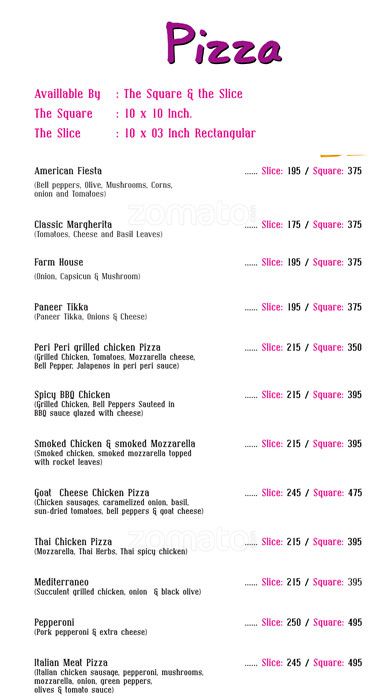 Pizza
Availlable By : The Square & the Slice
The Square : 10 x 10 Inch.
The Slice : 10 x 03 Inch Rectangular
American Fiesta ...... Slice: 195 / Square: 375
(Bell peppers, Olive, Mushrooms, Corns,
onion and Tomatoes)
zomato
Classic Margherita ...... Slice: 175 / Square: 375
(Tomatoes, Cheese and Basil Leaves)
Farm House ...... Slice: 195 / Square: 375
(Onion, Capsicun & Mushroom)
Paneer Tikka ...... Slice: 195 / Square: 375
(Paneer Tikka, Onions & Cheese)
Peri Peri grilled chicken Pizza ...... Slice: 215 / Square: 350
(Grilled Chicken, Tomatoes, Mozzarella cheese,
Bell Pepper, Jalapenos in peri peri sauce)
Spicy BBQ Chicken ...... Slice: 215 / Square: 395
(Grilled Chicken, Bell Peppers Sauteed in
BBQ sauce glazed with cheese)
Smoked Chicken & smoked Mozzarella ...... Slice: 215 / Square: 395
(Smoked chicken, smoked mozzarella topped
with rocket leaves)
Goat Cheese Chicken Pizza ...... Slice: 245 / Square: 475
(Chicken sausages, caramelized onion, basil,
sun-dried tomatoes, bell peppers & goat cheese)
zomato
Thai Chicken Pizza ...... Slice: 215 / Square: 395
(Mozzarella, Thai Herbs, Thai spicy chicken)
Mediterraneo ...... Slice: 215 / Square: 395
(Succulent grilled chicken, onion & black olive)
Pepperoni ...... Slice: 250 / Square: 495
(Pork pepperoni & extra cheese)
Italian Meat Pizza ...... Slice: 245 / Square: 495
(Italian chicken sausage, pepperoni, mushrooms,
mozzarella, onion, green peppers,
olives & tomato sauce)